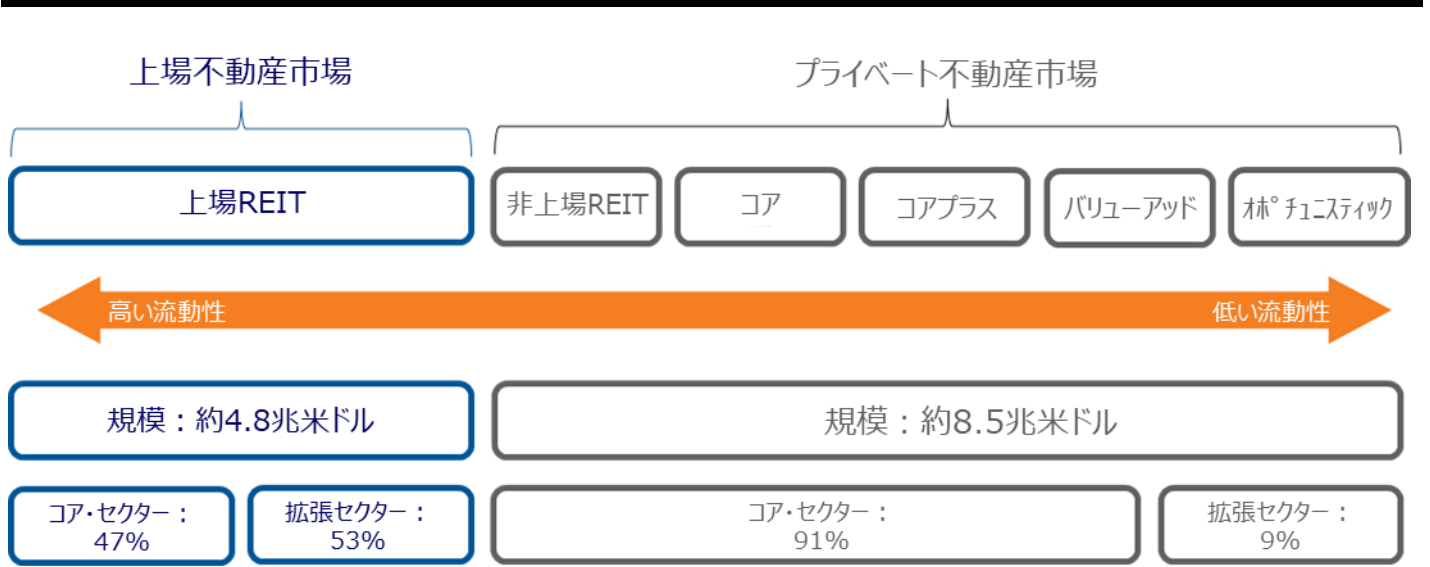 上場不動産市場
プライベート不動産市場
上場REIT
非上場REIT
コア
コアプラス
バリューアッド
オポチュニスティック
高い流動性
低い流動性
規模：約4.8兆米ドル
規模：約8.5兆米ドル
コア・セクター：
47%
拡張セクター：
53%
コア・セクター：
91%
拡張セクター：
9%